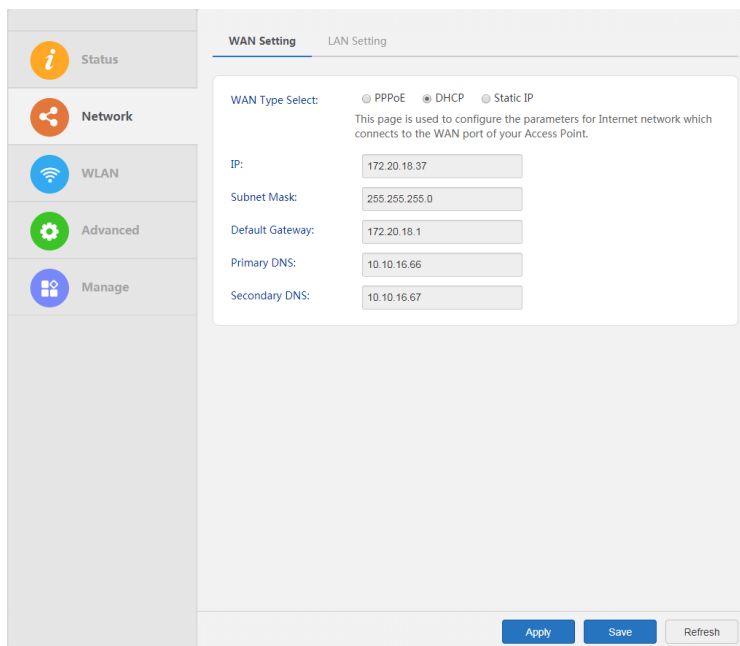 WAN Setting LAN Setting
Status
Network
WLAN
Advanced
Manage
WAN Type Select: PPPoE DHCP Static IP
This page is used to configure the parameters for Internet network which
connects to the WAN port of your Access Point.
IP: 172.20.18.37
Subnet Mask: 255.255.255.0
Default Gateway: 172.20.18.1
Primary DNS: 10.10.16.66
Secondary DNS: 10.10.16.67
Apply Save Refresh